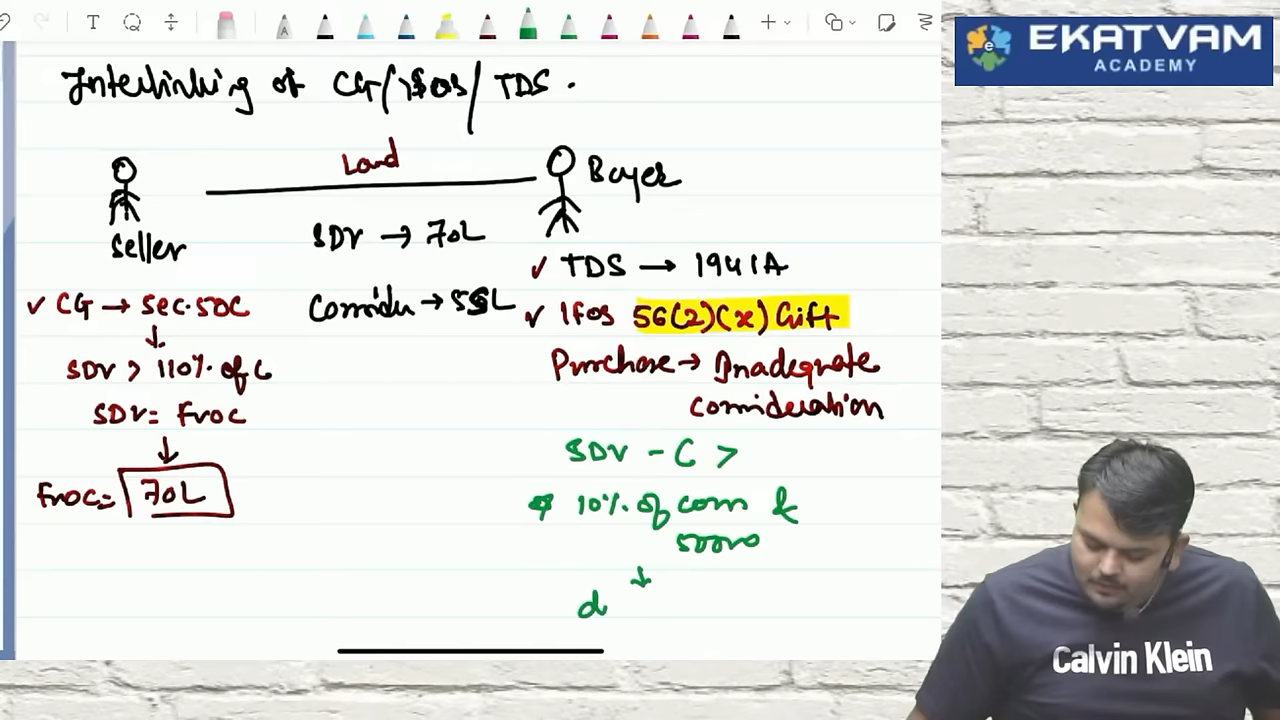 EKATVAM
ACADEMY
Interlinking of CG/IFOS/TDS.
Land
Seller
Buyer
SDV → 70L
Consider → 55L
✓ CG → Sec. 50C
↓
SDV > 110% of C
SDV = FVOC
↓
FVOC = 70L
✓ TDS → 194IA
✓ IFOS 56(2)(x) Gift
Purchase → Inadequate
consideration
SDV - C >
10% of com &
50000
↓
d
Calvin Klein